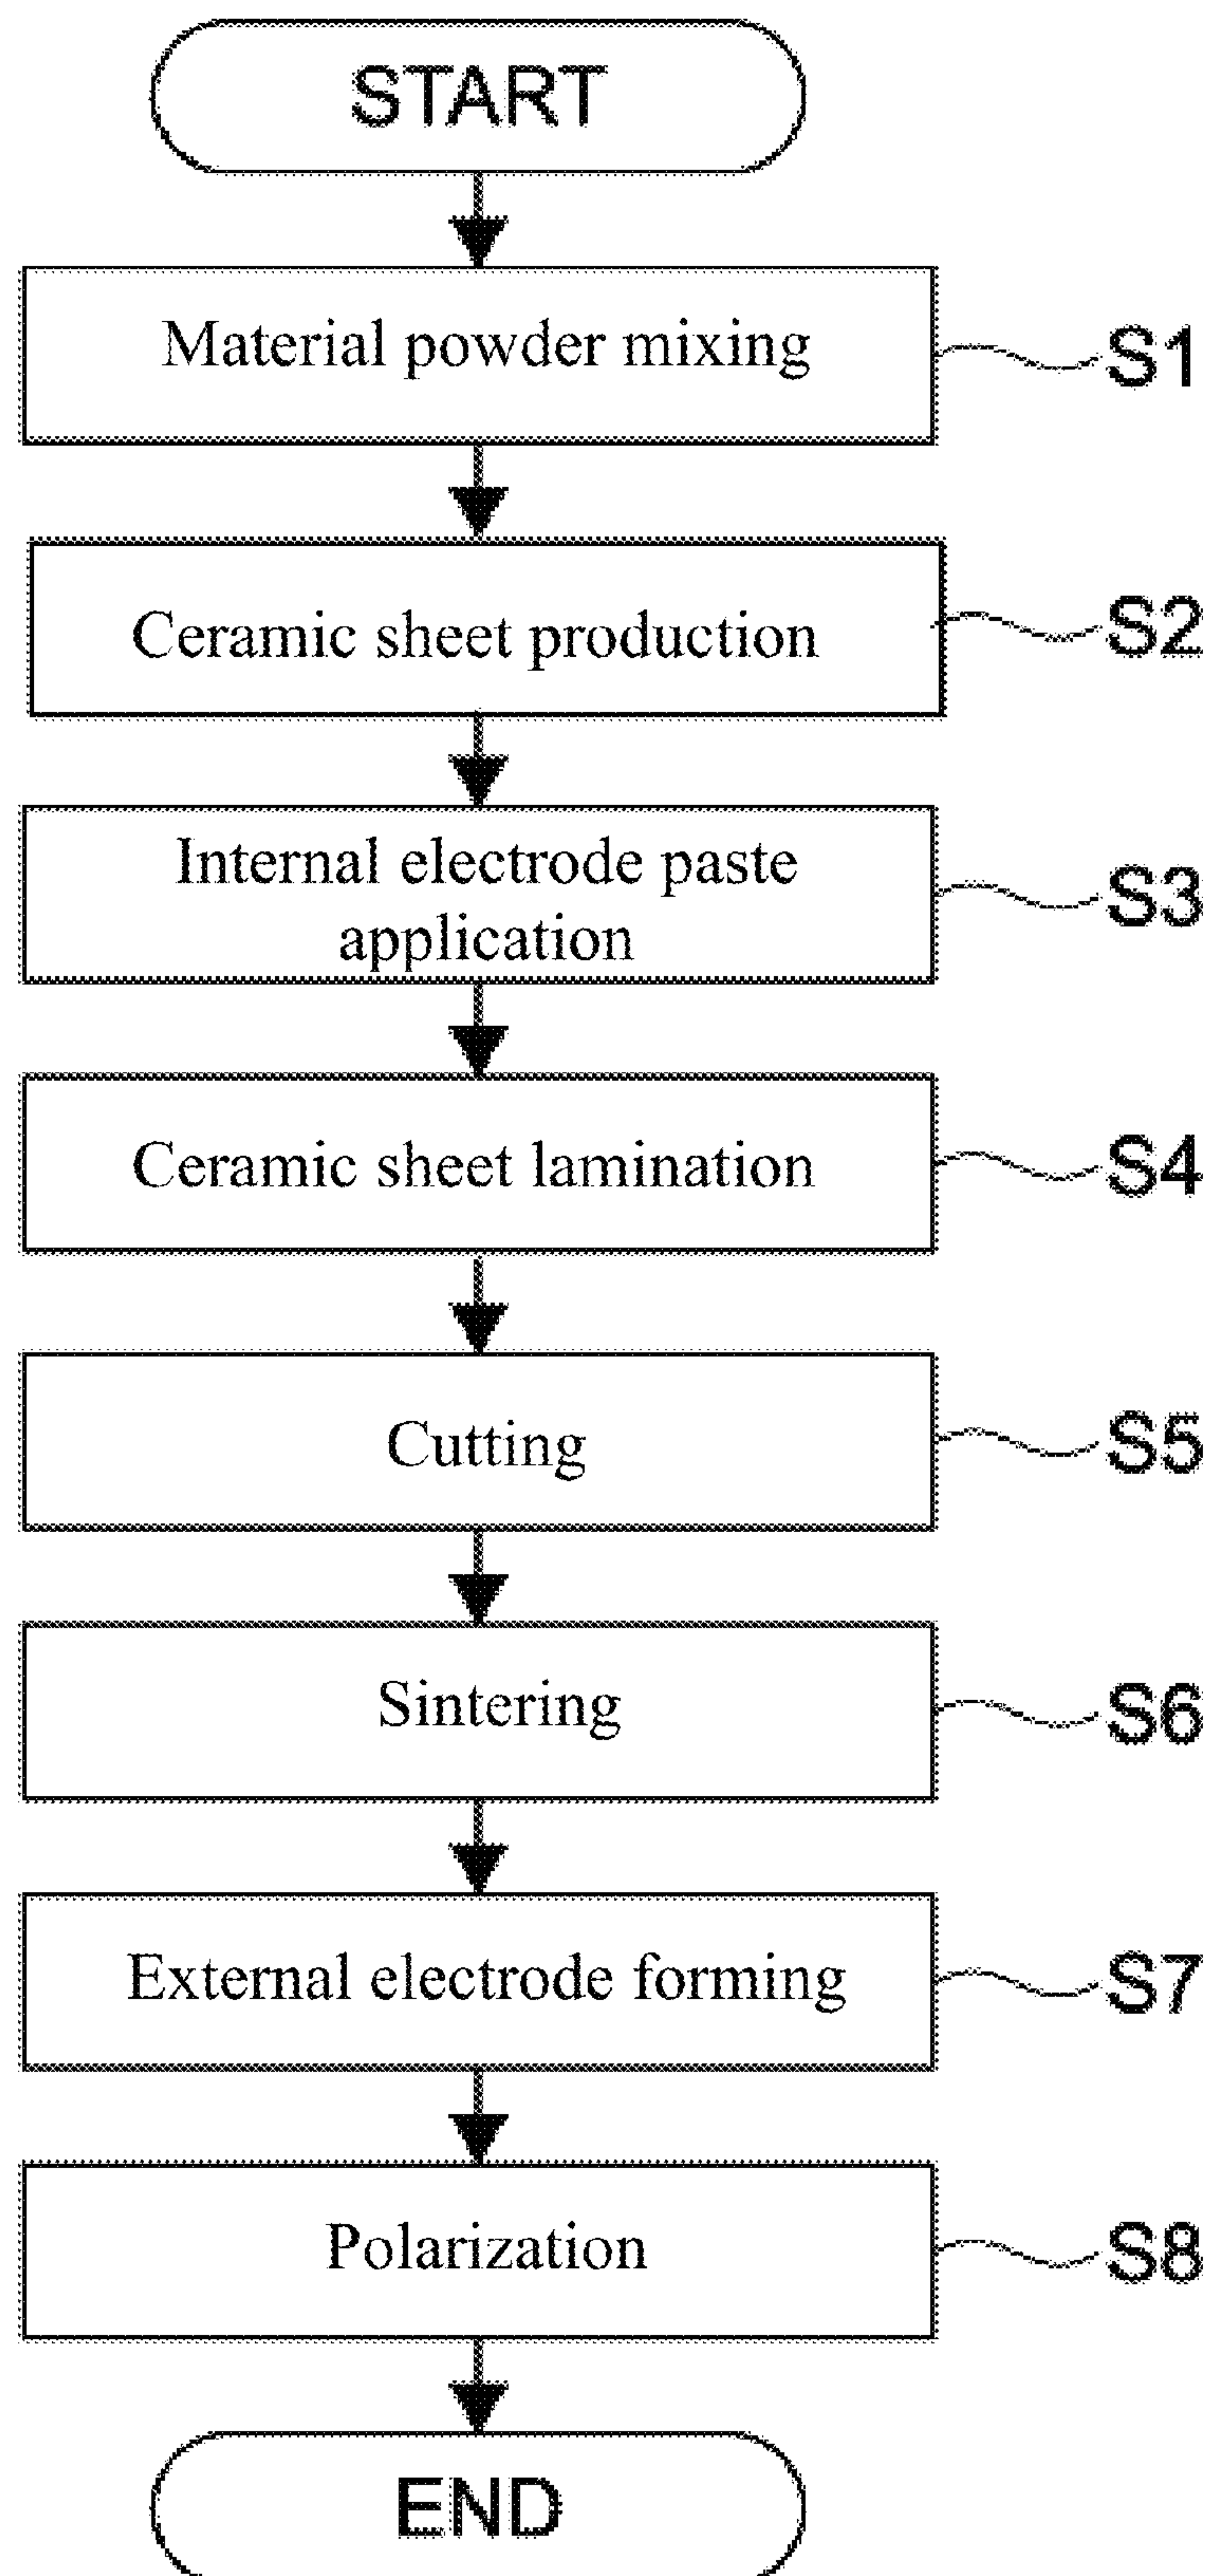 START
Material powder mixing
S1
Ceramic sheet production
S2
Internal electrode paste
application
S3
Ceramic sheet lamination
S4
Cutting
S5
Sintering
S6
External electrode forming
S7
Polarization
S8
END